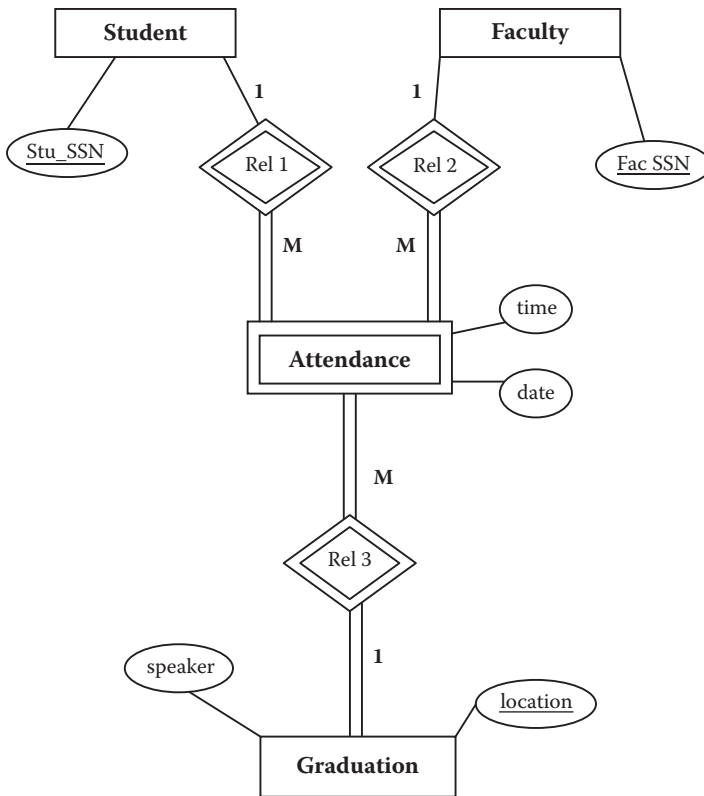 Student
Faculty
1
1
Stu_SSN
Rel 1
Rel 2
Fac SSN
M
M
time
Attendance
date
M
Rel 3
1
speaker
location
Graduation